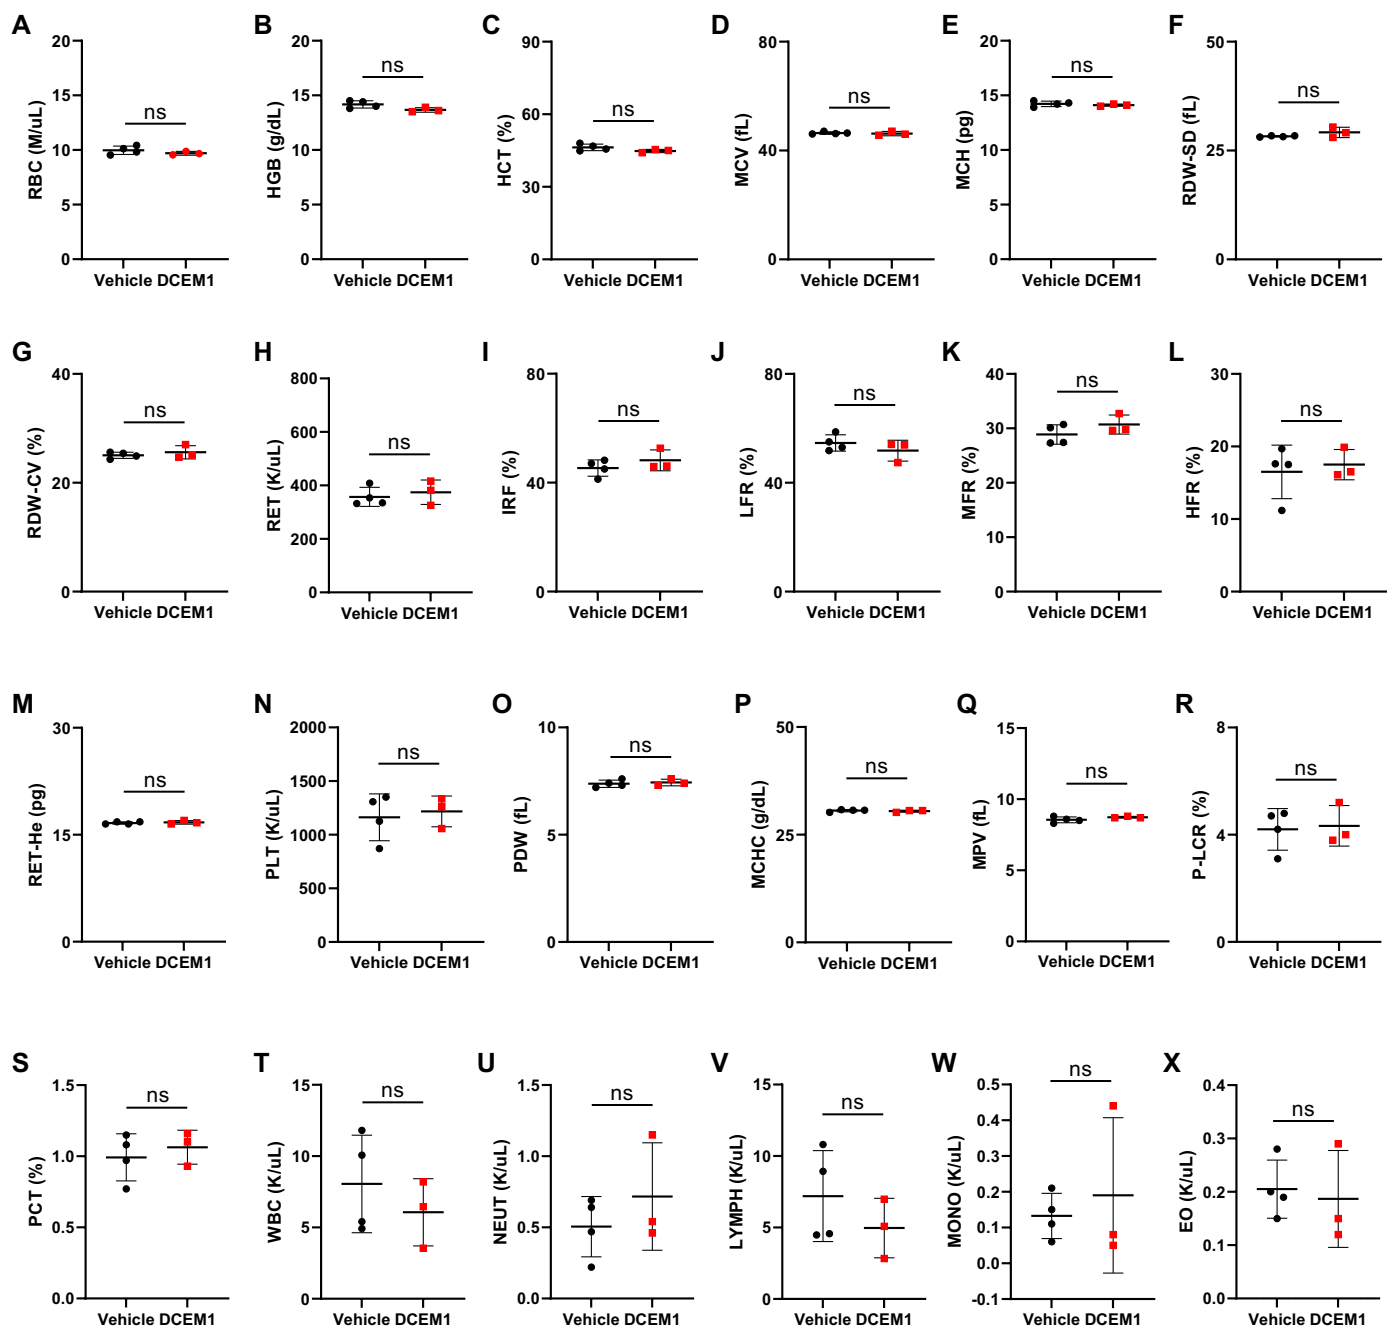 A
RBC (M/uL)
20
15
10
5
0
ns
Vehicle DCEM1
B
HGB (g/dL)
20
15
10
5
0
ns
Vehicle DCEM1
C
HCT (%)
90
60
30
0
ns
Vehicle DCEM1
D
MCV (fL)
80
40
0
ns
Vehicle DCEM1
E
MCH (pg)
20
15
10
5
0
ns
Vehicle DCEM1
F
RDW-SD (fL)
50
25
0
ns
Vehicle DCEM1
G
RDW-CV (%)
40
20
0
ns
Vehicle DCEM1
H
RET (K/uL)
800
600
400
200
0
ns
Vehicle DCEM1
I
IRF (%)
80
40
0
ns
Vehicle DCEM1
J
LFR (%)
80
40
0
ns
Vehicle DCEM1
K
MFR (%)
40
30
20
10
0
ns
Vehicle DCEM1
L
HFR (%)
30
20
10
0
ns
Vehicle DCEM1
M
RET-He (pg)
30
15
0
ns
Vehicle DCEM1
N
PLT (K/uL)
2000
1500
1000
500
0
ns
Vehicle DCEM1
O
PDW (fL)
10
5
0
ns
Vehicle DCEM1
P
MCHC (g/dL)
50
25
0
ns
Vehicle DCEM1
Q
MPV (fL)
15
10
5
0
ns
Vehicle DCEM1
R
P-LCR (%)
8
4
0
ns
Vehicle DCEM1
S
PCT (%)
1.5
1.0
0.5
0.0
ns
Vehicle DCEM1
T
WBC (K/uL)
15
10
5
0
ns
Vehicle DCEM1
U
NEUT (K/uL)
1.5
1.0
0.5
0.0
ns
Vehicle DCEM1
V
LYMPH (K/uL)
15
10
5
0
ns
Vehicle DCEM1
W
MONO (K/uL)
0.5
0.4
0.3
0.2
0.1
0.0
-0.1
ns
Vehicle DCEM1
X
EO (K/uL)
0.4
0.3
0.2
0.1
0.0
ns
Vehicle DCEM1